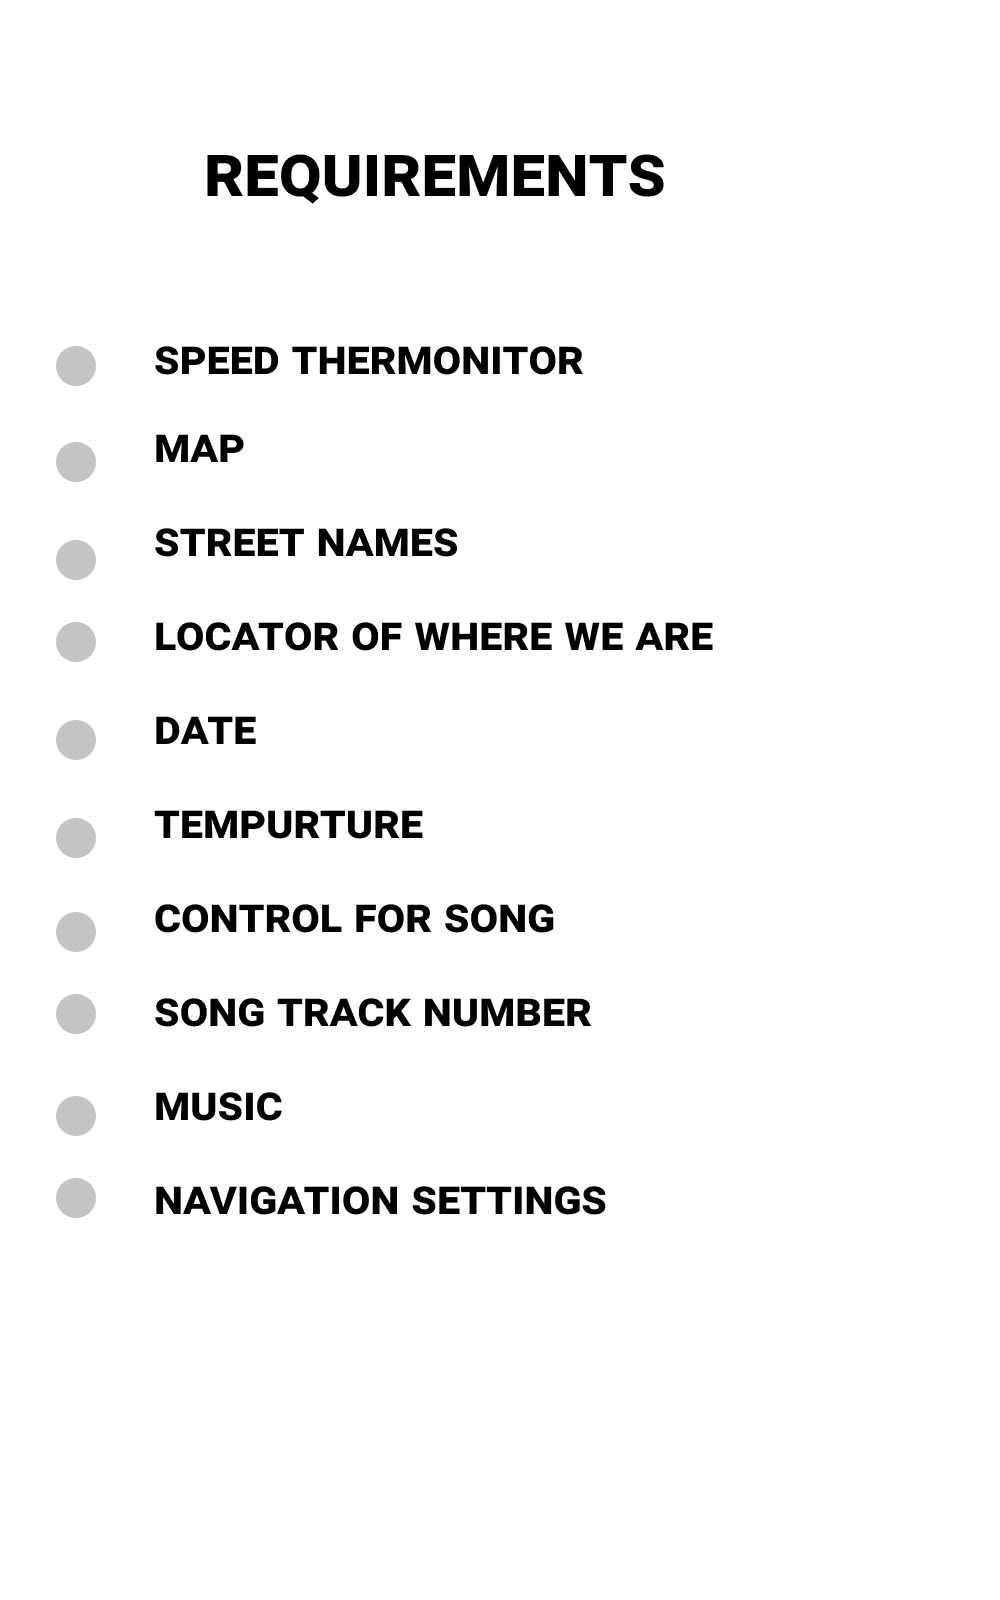 REQUIREMENTS
SPEED THERMONITOR
MAP
STREET NAMES
LOCATOR OF WHERE WE ARE
DATE
TEMPURTURE
CONTROL FOR SONG
SONG TRACK NUMBER
MUSIC
NAVIGATION SETTINGS